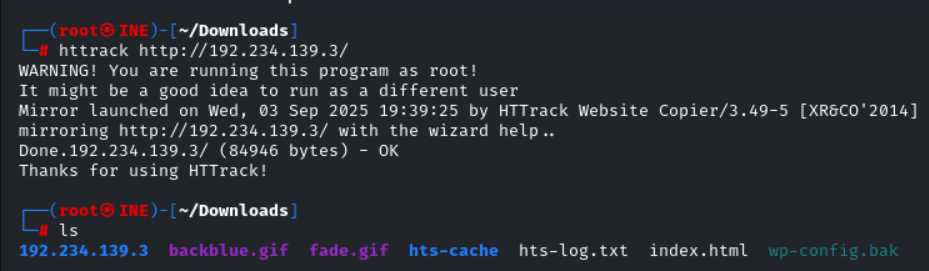 ┌──(root㉿INE)-[~/Downloads]
└─# httrack http://192.234.139.3/
WARNING! You are running this program as root!
It might be a good idea to run as a different user
Mirror launched on Wed, 03 Sep 2025 19:39:25 by HTTrack Website Copier/3.49-5 [XR&CO'2014]
mirroring http://192.234.139.3/ with the wizard help..
Done.192.234.139.3/ (84946 bytes) - OK
Thanks for using HTTrack!
┌──(root㉿INE)-[~/Downloads]
└─# ls
192.234.139.3 backblue.gif fade.gif hts-cache hts-log.txt index.html wp-config.bak